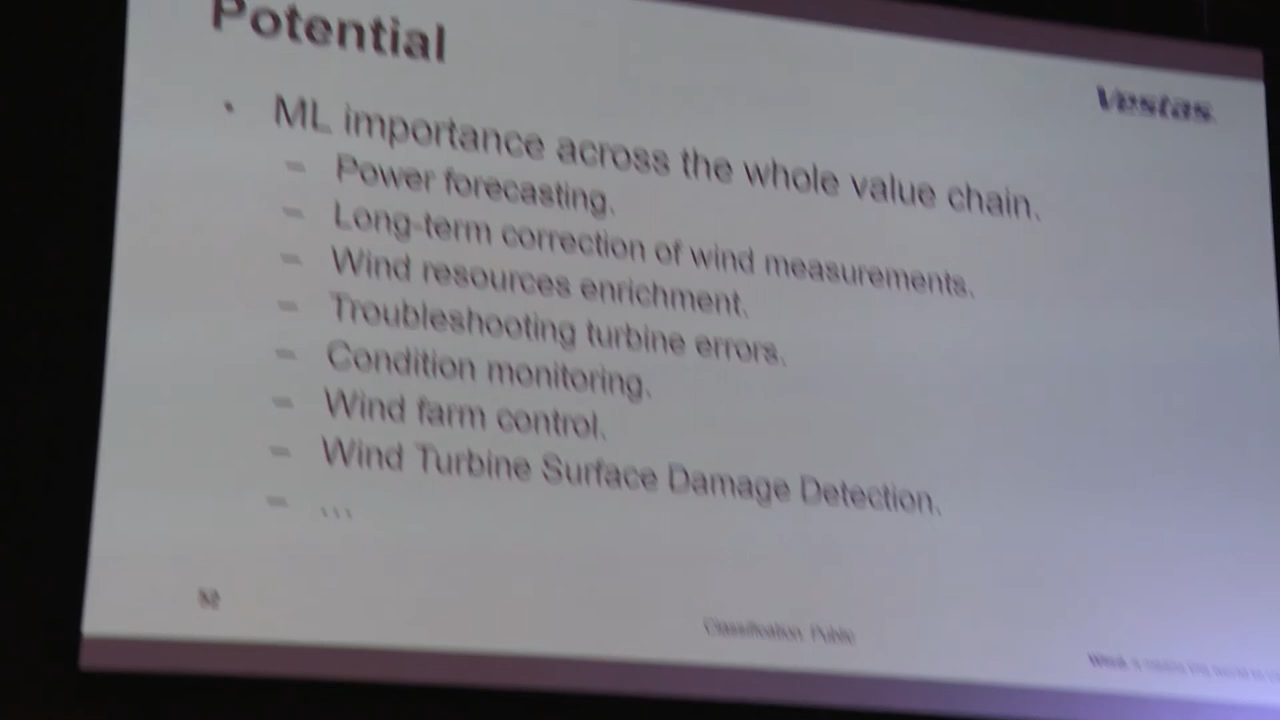 Potential
Vestas
• ML importance across the whole value chain.
– Power forecasting.
– Long-term correction of wind measurements.
– Wind resources enrichment.
– Troubleshooting turbine errors.
– Condition monitoring.
– Wind farm control.
– Wind Turbine Surface Damage Detection.
– ...
Classification: Public
Wind.